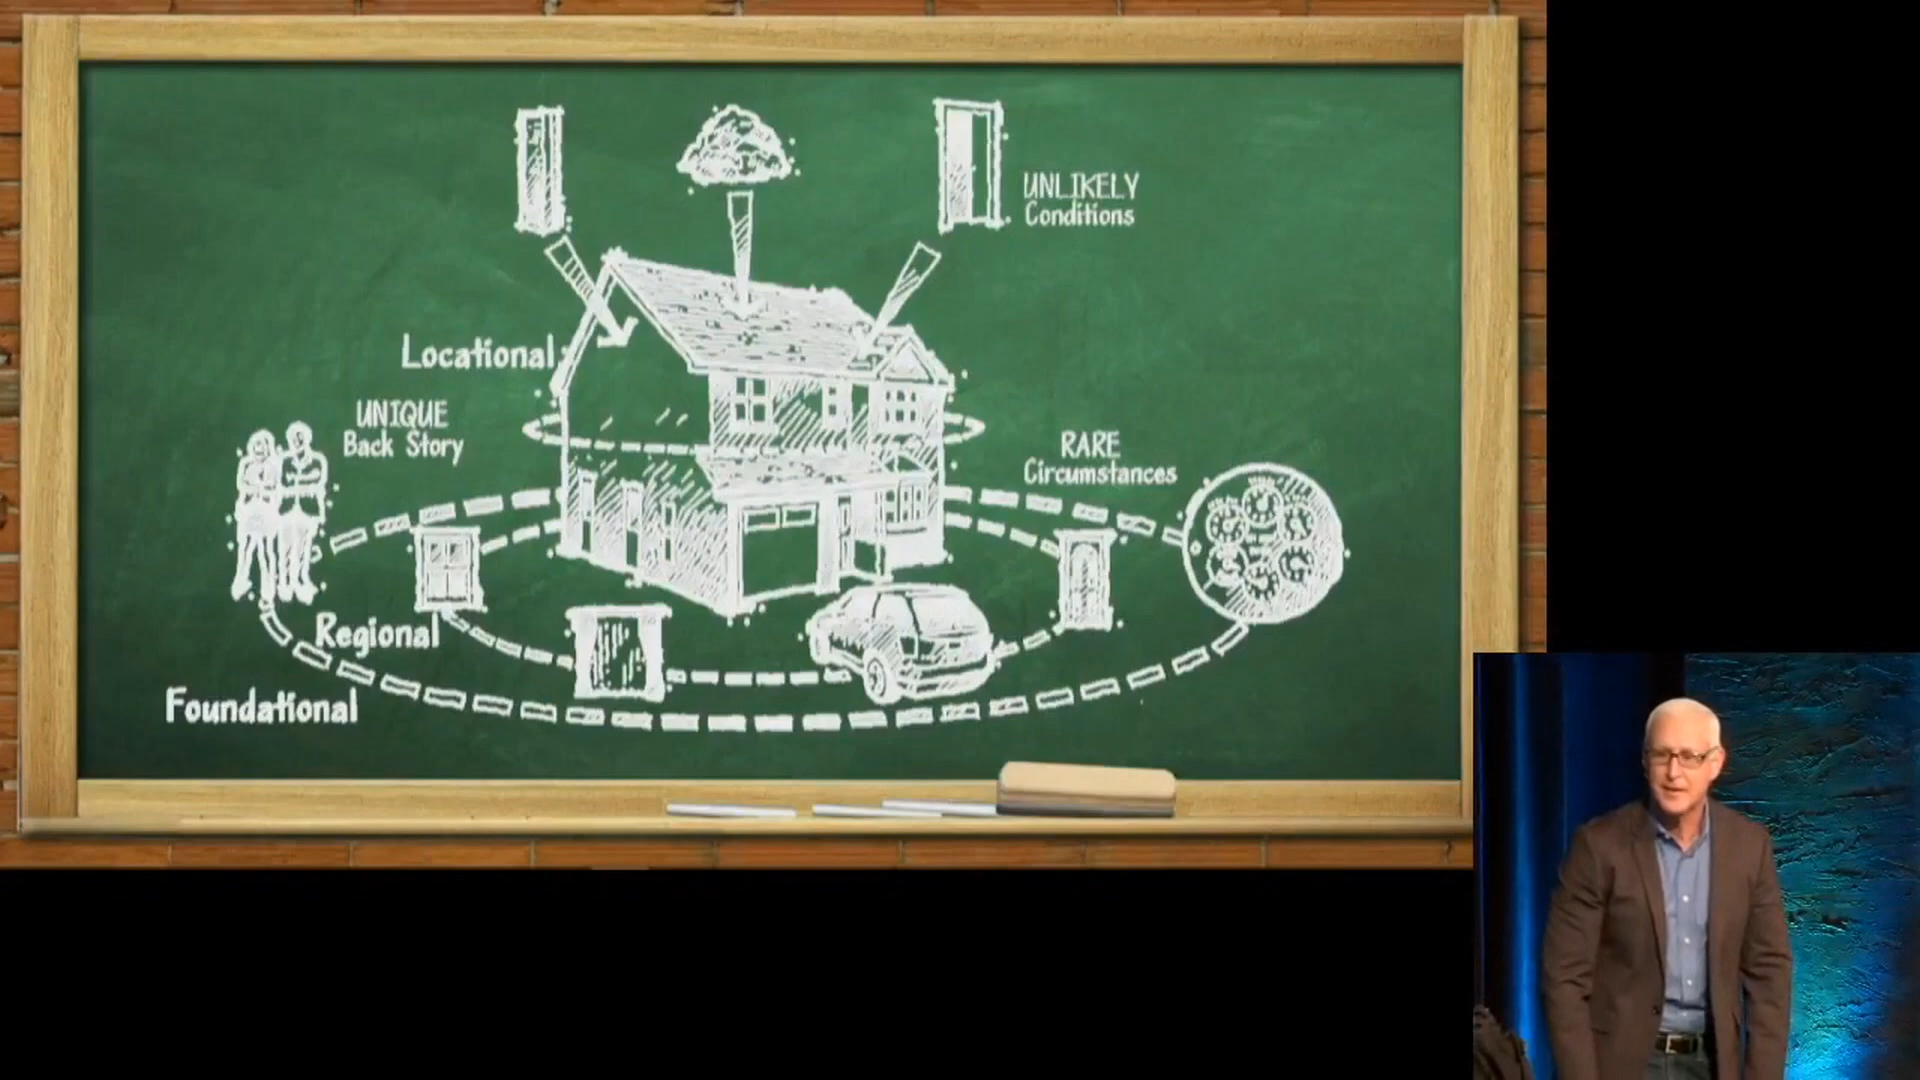 UNLIKELY
Conditions
Locational
UNIQUE
Back Story
RARE
Circumstances
Regional
Foundational